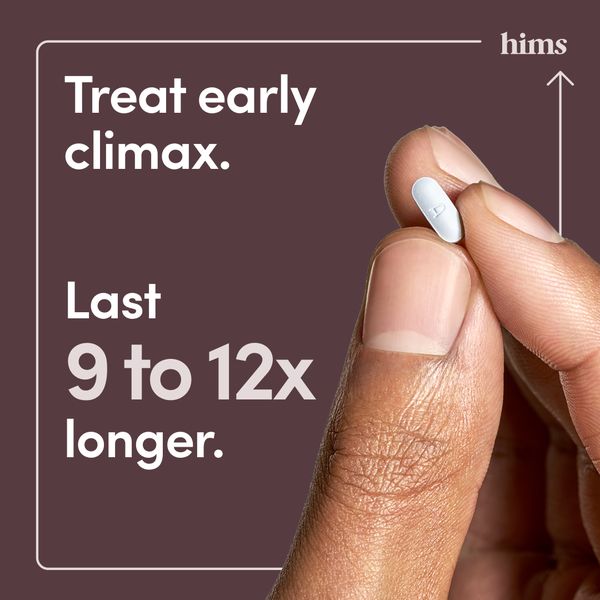 hims
Treat early
climax.
Last
9 to 12x
longer.